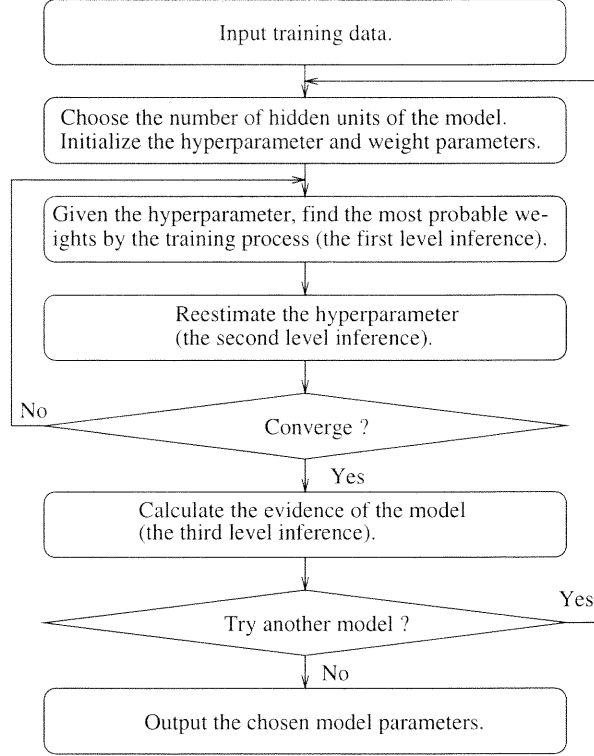 Input training data.
Choose the number of hidden units of the model.
Initialize the hyperparameter and weight parameters.
Given the hyperparameter, find the most probable we-
ights by the training process (the first level inference).
Reestimate the hyperparameter
(the second level inference).
No
Converge ?
Yes
Calculate the evidence of the model
(the third level inference).
Yes
Try another model ?
No
Output the chosen model parameters.